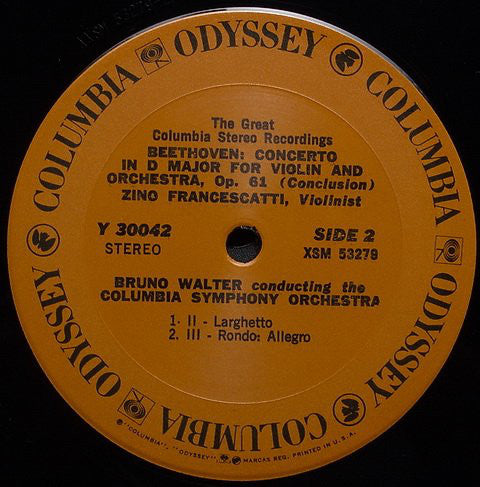 COLUMBIA ODYSSEY COLUMBIA ODYSSEY COLUMBIA ODYSSEY
The Great
Columbia Stereo Recordings
BEETHOVEN: CONCERTO
IN D MAJOR FOR VIOLIN AND
ORCHESTRA, Op. 61 (Conclusion)
ZINO FRANCESCATTI, Violinist
Y 30042
STEREO
SIDE 2
XSM 53279
BRUNO WALTER conducting the
COLUMBIA SYMPHONY ORCHESTRA
1. II - Larghetto
2. III - Rondo: Allegro
"COLUMBIA", "ODYSSEY", MARCAS REG. PRINTED IN U.S.A.